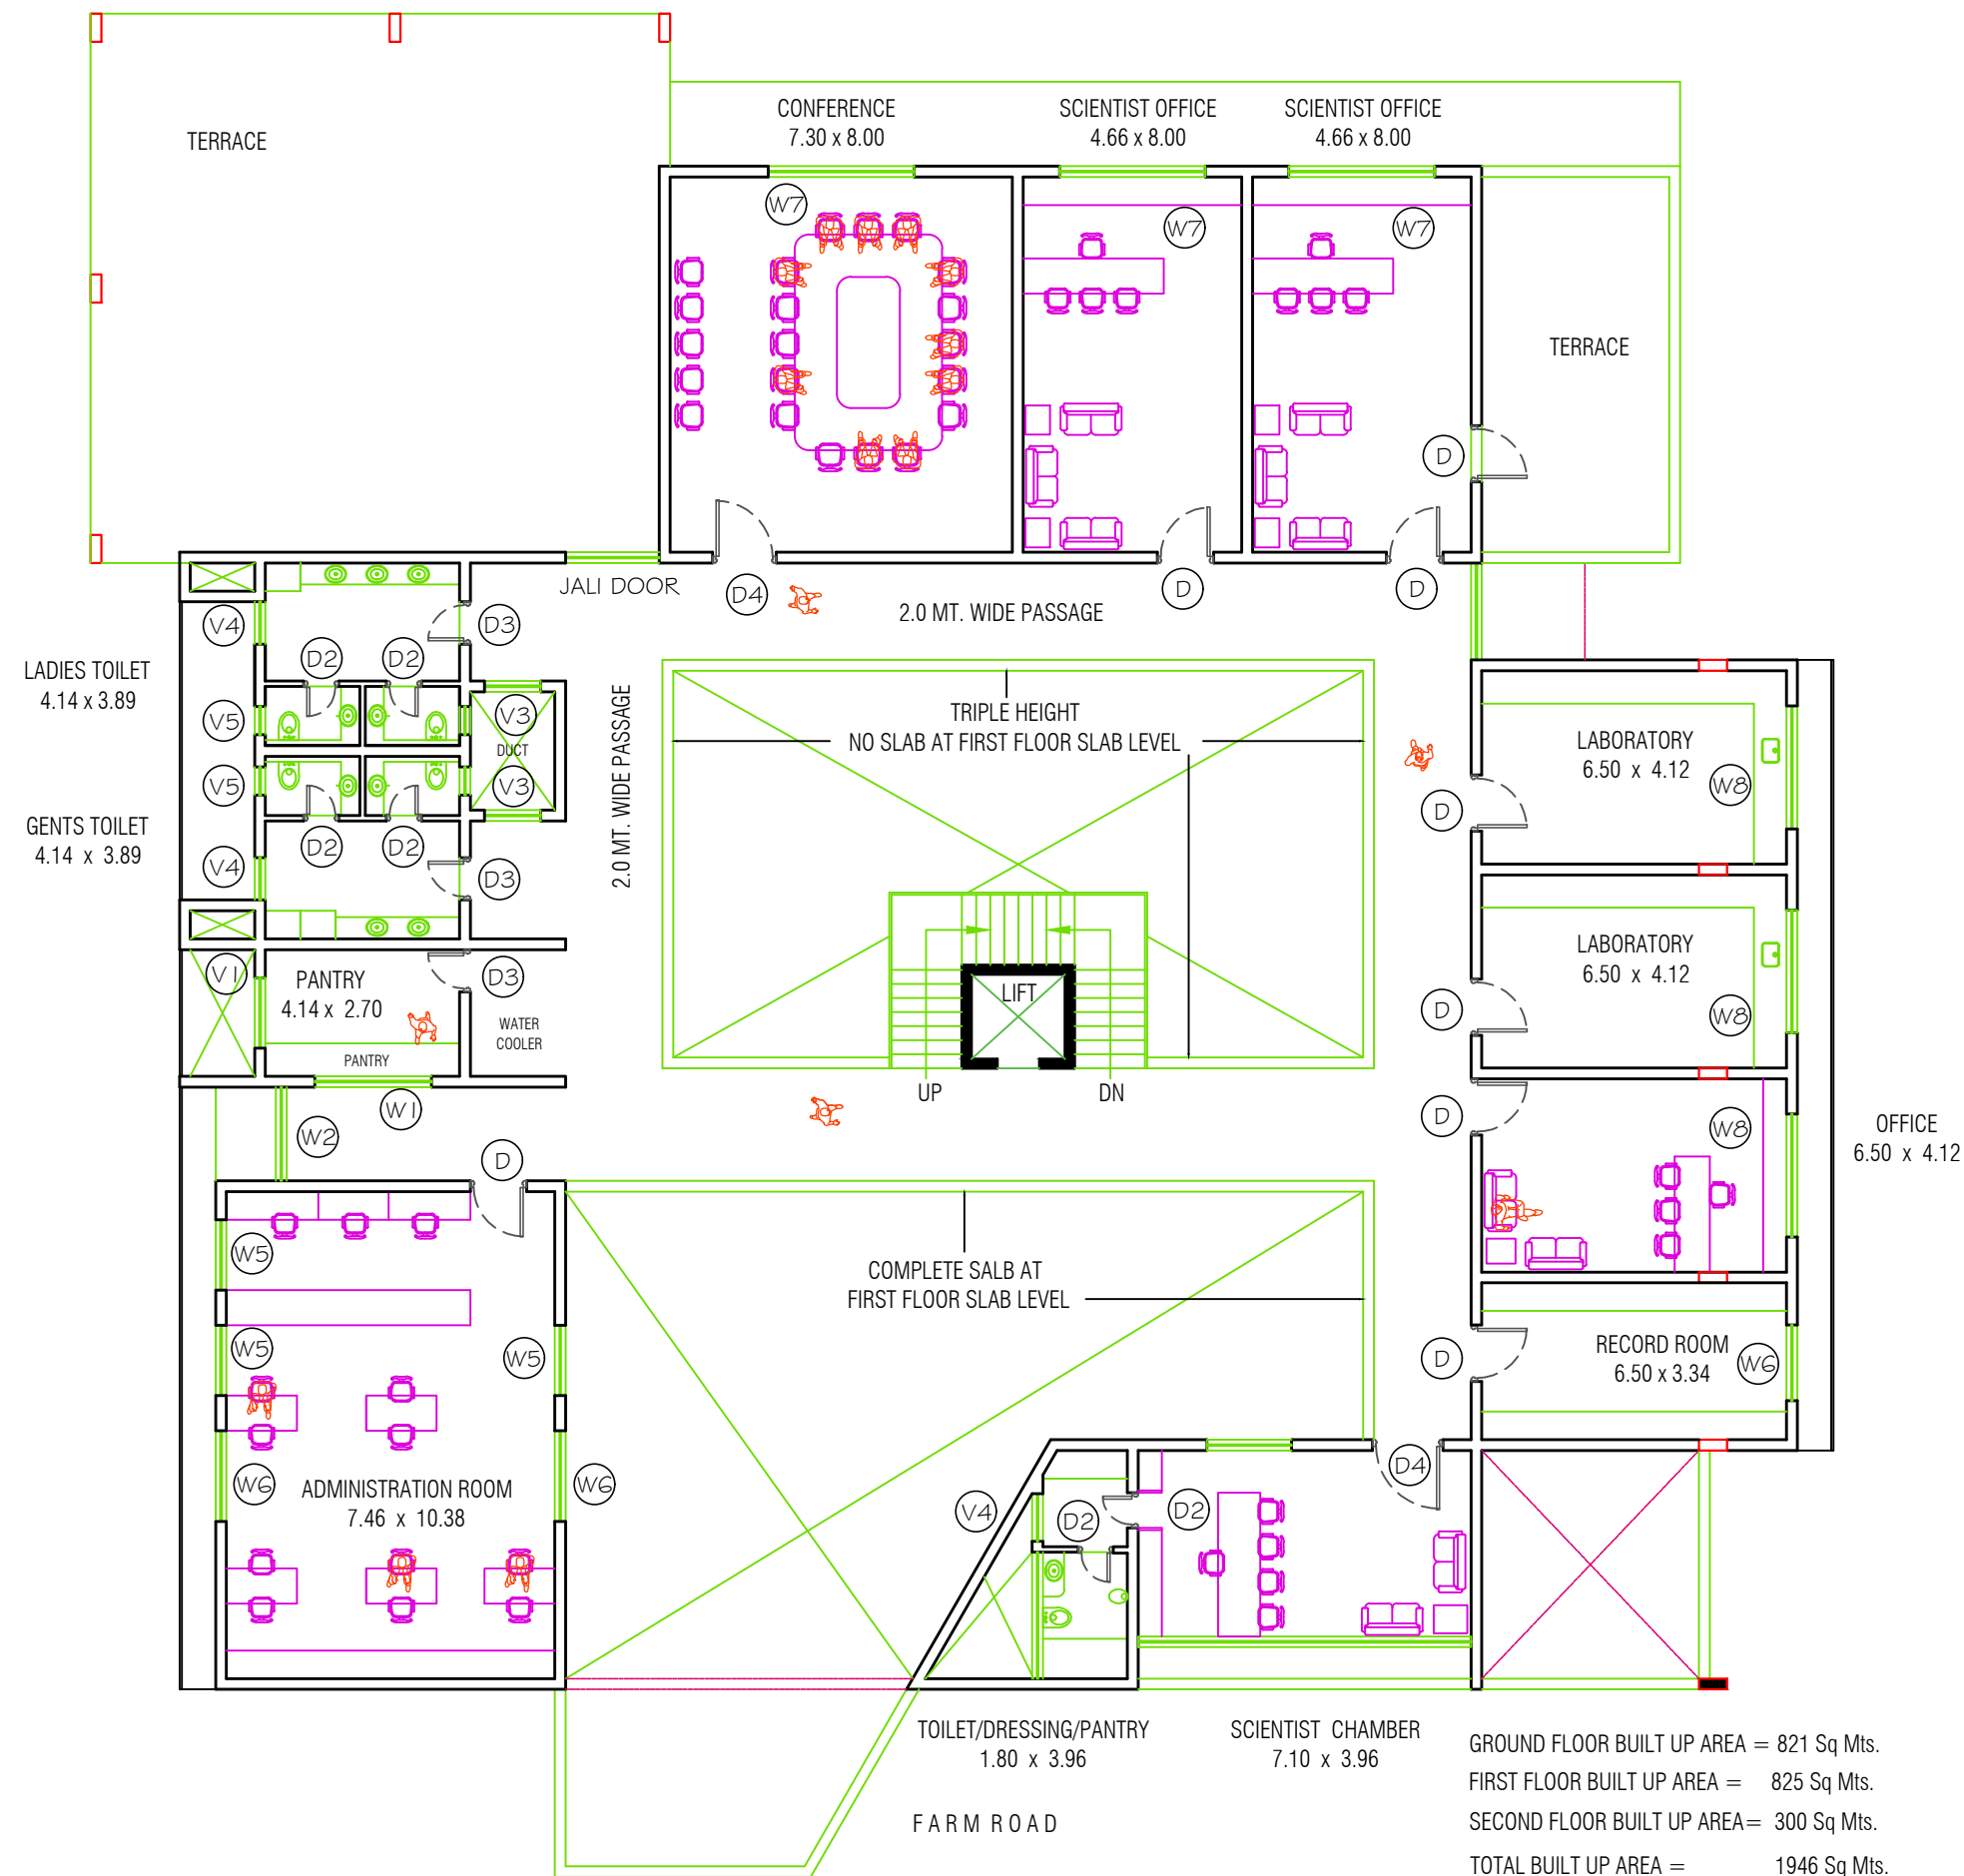 CONFERENCE
7.30 x 8.00
SCIENTIST OFFICE
4.66 x 8.00
SCIENTIST OFFICE
4.66 x 8.00
TERRACE
W7
W7
W7
TERRACE
D
JALI DOOR
D4
D
D
2.0 MT. WIDE PASSAGE
V4
D3
D2
D2
LADIES TOILET
4.14 x 3.89
V5
V3
DUCT
V5
V3
2.0 MT. WIDE PASSAGE
GENTS TOILET
4.14 x 3.89
D2
D2
V4
D3
TRIPLE HEIGHT
NO SLAB AT FIRST FLOOR SLAB LEVEL
LABORATORY
6.50 x 4.12
W8
D
V1
PANTRY
4.14 x 2.70
D3
WATER
COOLER
PANTRY
LIFT
UP
DN
LABORATORY
6.50 x 4.12
W8
D
W1
W2
D
D
W8
OFFICE
6.50 x 4.12
W5
COMPLETE SALB AT
FIRST FLOOR SLAB LEVEL
W5
W5
D
RECORD ROOM
6.50 x 3.34
W6
W6
ADMINISTRATION ROOM
7.46 x 10.38
W6
D4
V4
D2
D2
TOILET/DRESSING/PANTRY
1.80 x 3.96
SCIENTIST CHAMBER
7.10 x 3.96
FARM ROAD
GROUND FLOOR BUILT UP AREA = 821 Sq Mts.
FIRST FLOOR BUILT UP AREA = 825 Sq Mts.
SECOND FLOOR BUILT UP AREA= 300 Sq Mts.
TOTAL BUILT UP AREA = 1946 Sq Mts.